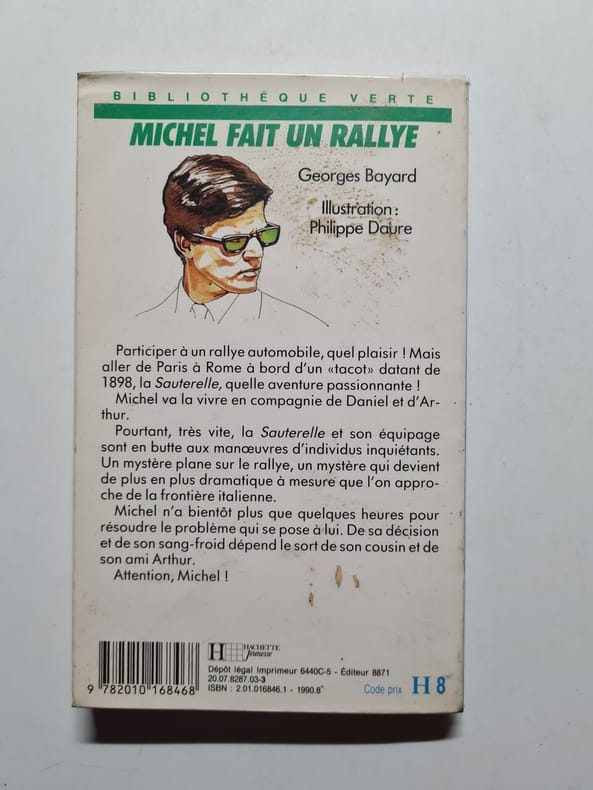 BIBLIOTHÈQUE VERTE
MICHEL FAIT UN RALLYE
Georges Bayard
Illustration :
Philippe Daure
Participer à un rallye automobile, quel plaisir ! Mais
aller de Paris à Rome à bord d'un «tacot» datant de
1898, la Sauterelle, quelle aventure passionnante !
Michel va la vivre en compagnie de Daniel et d'Ar-
thur.
Pourtant, très vite, la Sauterelle et son équipage
sont en butte aux manœuvres d'individus inquiétants.
Un mystère plane sur le rallye, un mystère qui devient
de plus en plus dramatique à mesure que l'on appro-
che de la frontière italienne.
Michel n'a bientôt plus que quelques heures pour
résoudre le problème qui se pose à lui. De sa décision
et de son sang-froid dépend le sort de son cousin et de
son ami Arthur.
Attention, Michel !
H HACHETTE
Jeunesse
Dépôt légal Imprimeur 6440C-5 - Éditeur 8871
20.07.8287.03-3
ISBN : 2.01.016846.1 - 1990.8
9 782010 168468
Code prix H 8